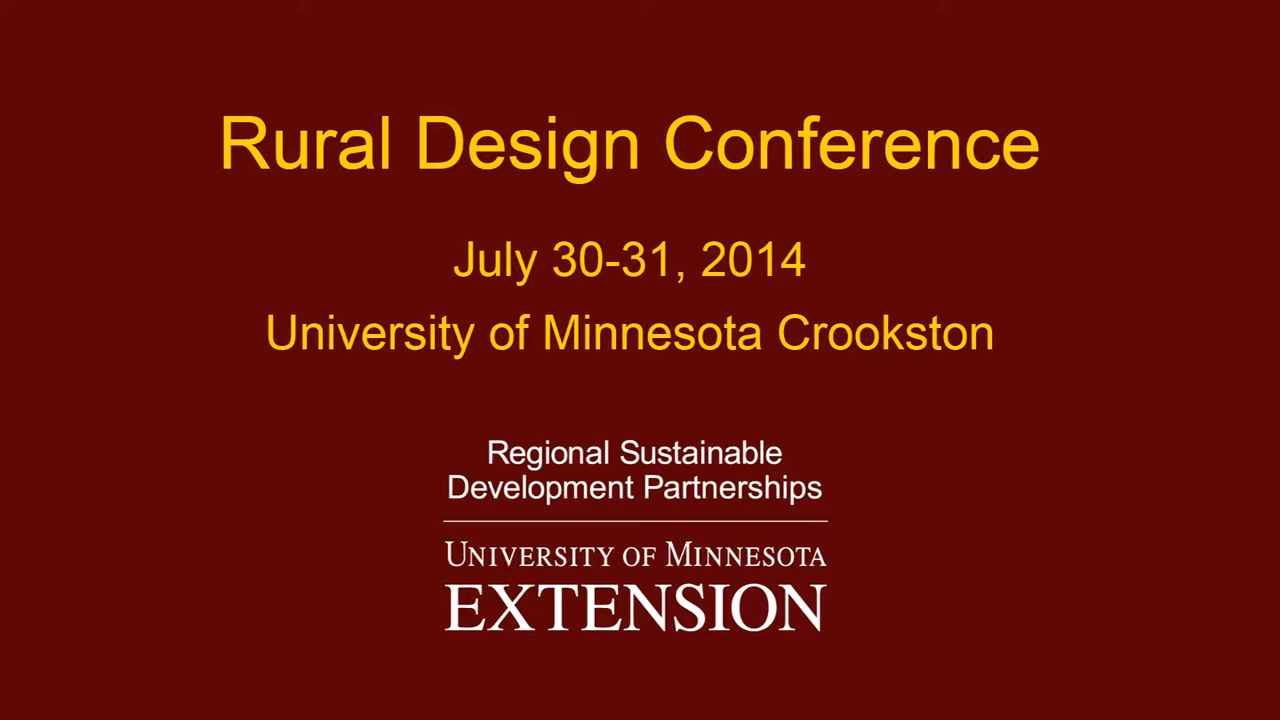 Rural Design Conference
July 30-31, 2014
University of Minnesota Crookston
Regional Sustainable
Development Partnerships
UNIVERSITY OF MINNESOTA
EXTENSION